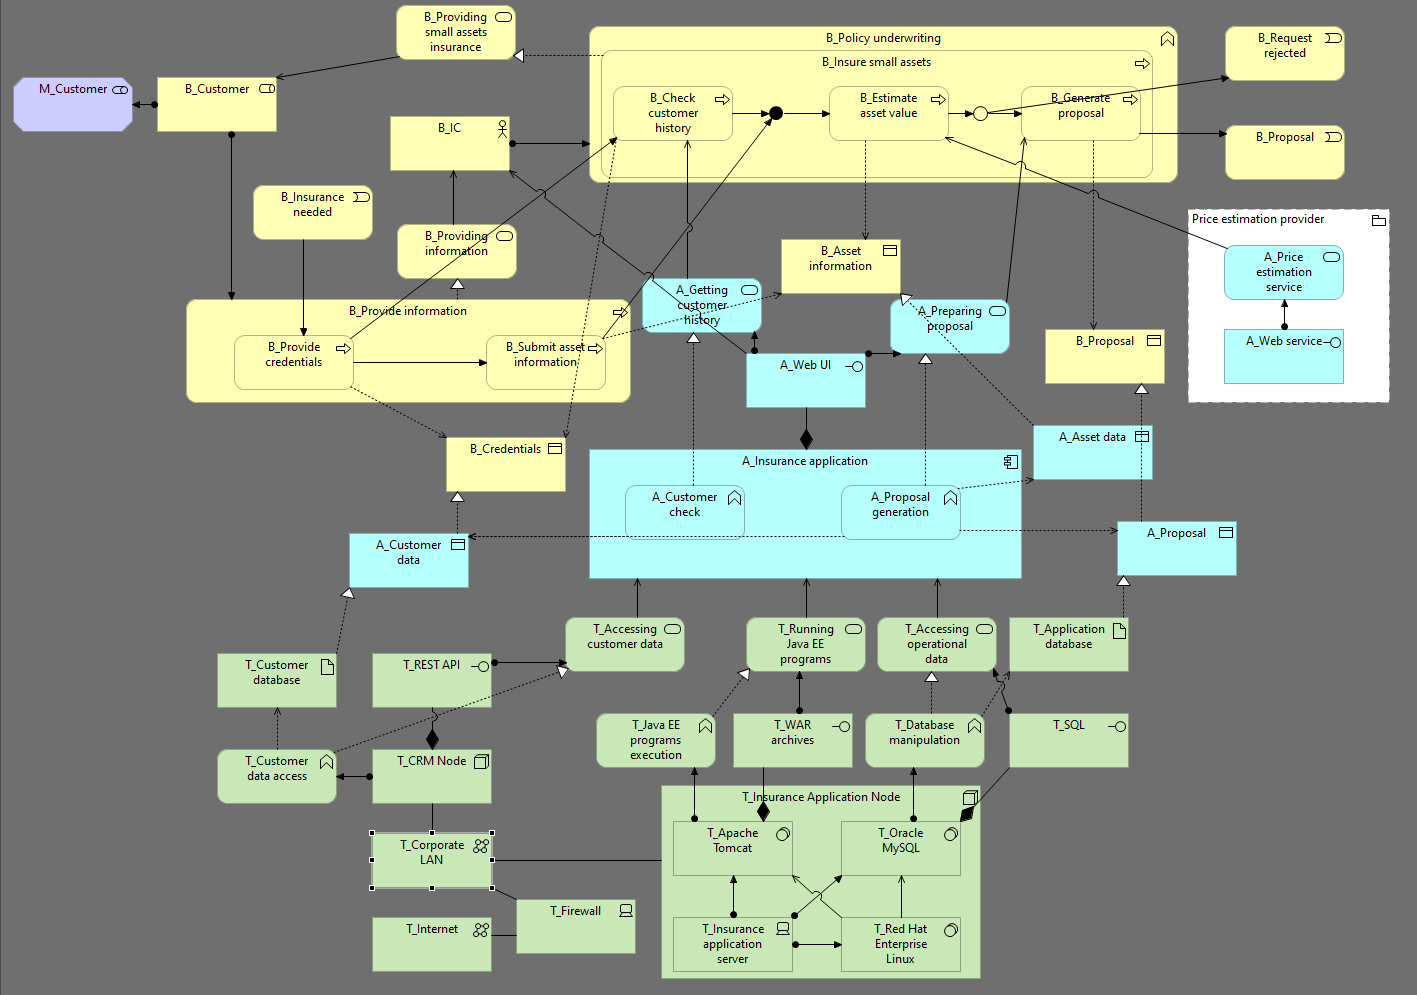 B_Providing
small assets
insurance
B_Policy underwriting
B_Request
rejected
B_Insure small assets
M_Customer
B_Customer
B_Check
customer
history
B_Estimate
asset value
B_Generate
proposal
B_IC
B_Proposal
B_Insurance
needed
Price estimation provider
B_Providing
information
B_Asset
information
A_Price
estimation
service
A_Getting
customer
history
B_Provide information
A_Preparing
proposal
B_Provide
credentials
B_Submit asset
information
B_Proposal
A_Web service
A_Web UI
B_Credentials
A_Asset data
A_Insurance application
A_Customer
check
A_Proposal
generation
A_Customer
data
A_Proposal
T_Accessing
customer data
T_Running
Java EE
programs
T_Accessing
operational
data
T_Application
database
T_Customer
database
T_REST API
T_Java EE
programs
execution
T_WAR
archives
T_Database
manipulation
T_SQL
T_Customer
data access
T_CRM Node
T_Insurance Application Node
T_Corporate
LAN
T_Apache
Tomcat
T_Oracle
MySQL
T_Firewall
T_Internet
T_Insurance
application
server
T_Red Hat
Enterprise
Linux